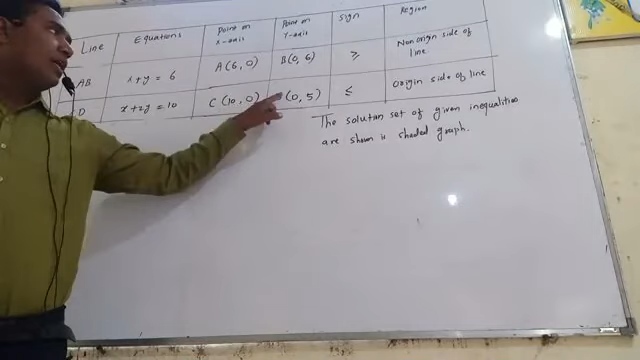 Line Equations Point on X-axis Point on Y-axis Sign Region
AB x+y = 6 A(6, 0) B(0, 6) ≥ Non origin side of line.
D x+2y = 10 C(10, 0) (0, 5) ≤ Origin side of line
The solution set of given inequalities
are shown is shaded graph.